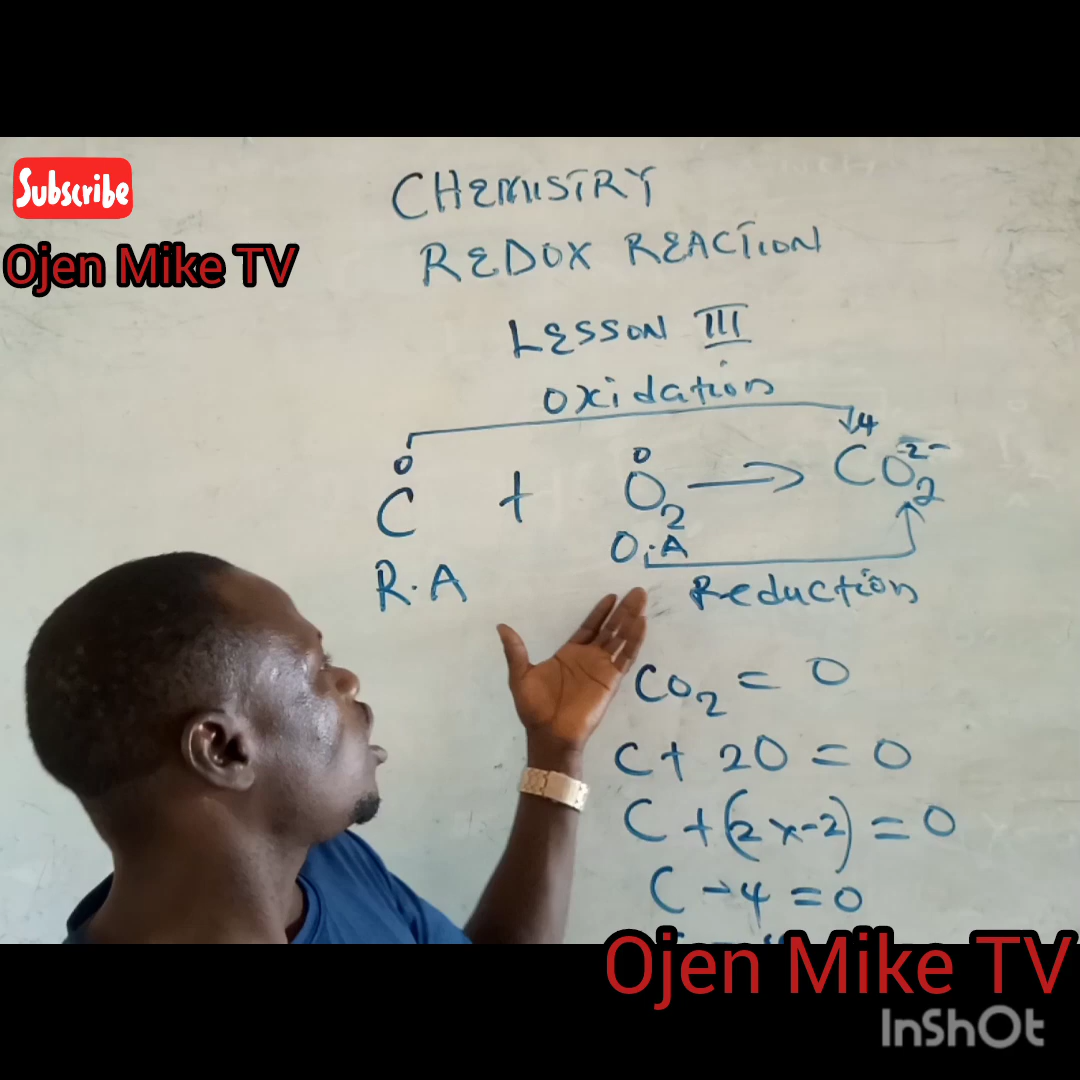 Subscribe
Ojen Mike TV
CHEMISTRY
REDOX REACTION
LESSON III
Oxidation
0 0 4 -2-
C + O2 → CO2
R.A O.A
Reduction
CO2 = 0
C + 2O = 0
C + (2 x -2) = 0
C - 4 = 0
Ojen Mike TV
InShOt